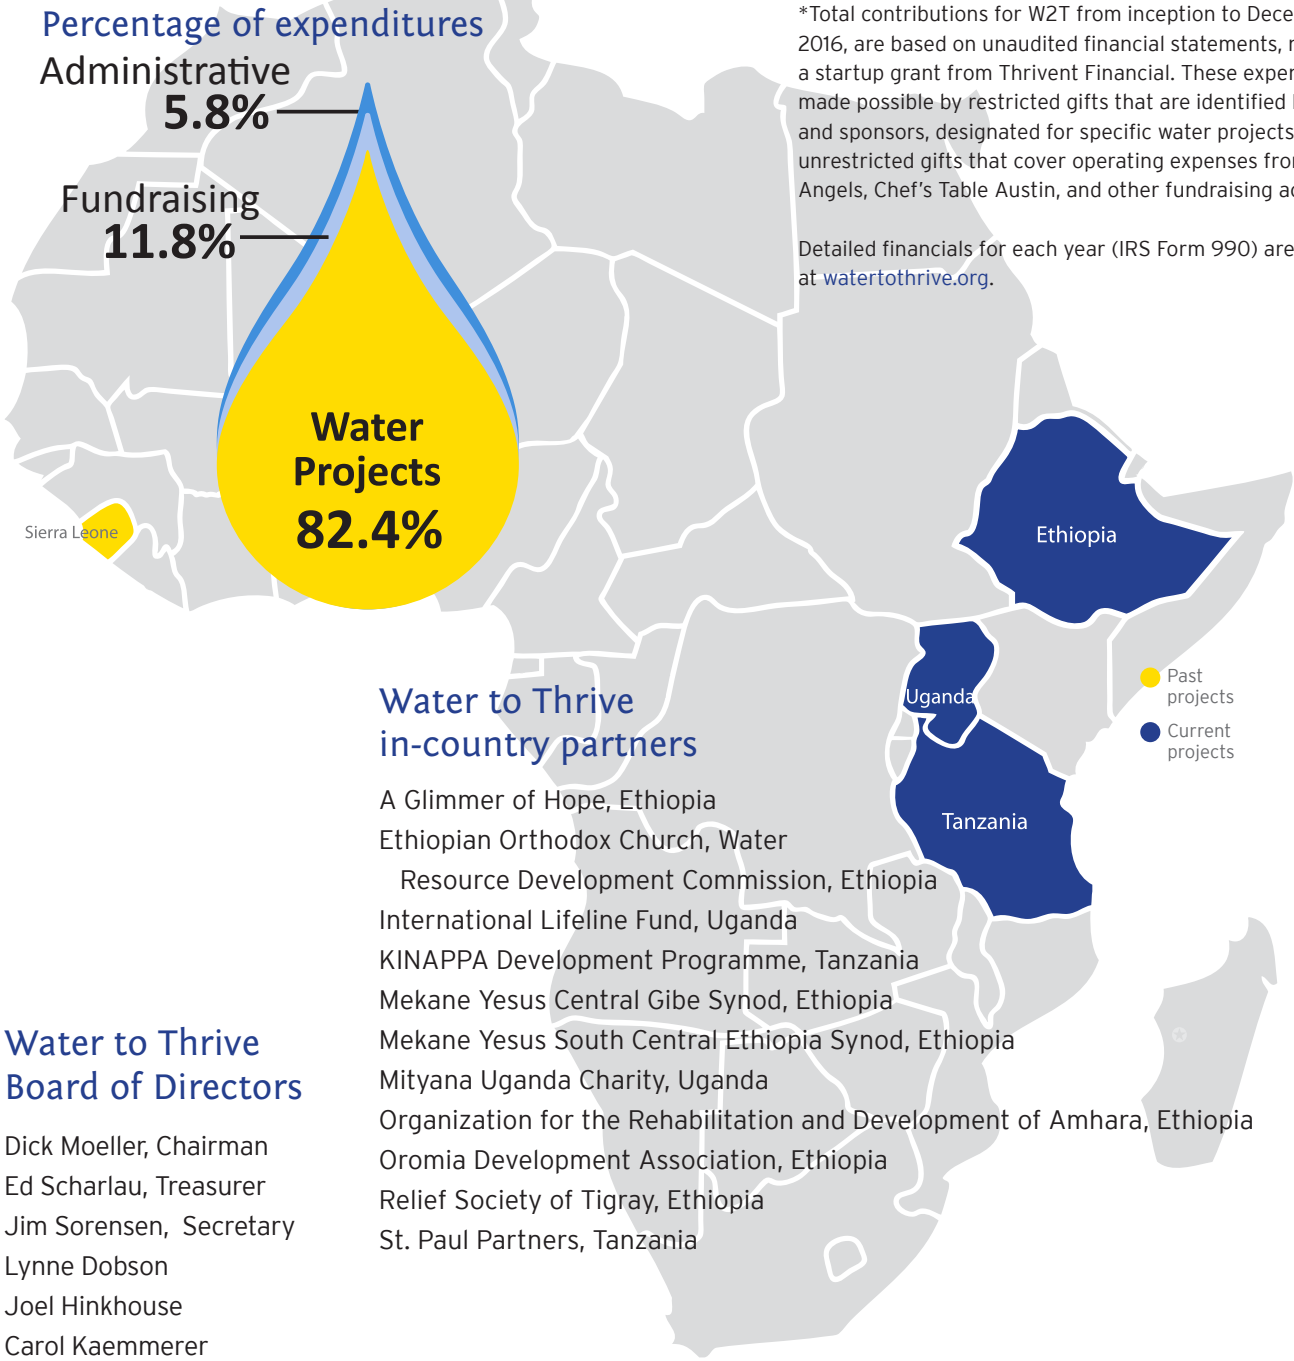 Percentage of expenditures
Administrative
5.8%
Fundraising
11.8%
Water
Projects
82.4%
*Total contributions for W2T from inception to
2016, are based on unaudited financial statements,
a startup grant from Thrivent Financial. These
made possible by restricted gifts that are identified
and sponsors, designated for specific water projects
unrestricted gifts that cover operating expenses
Angels, Chef's Table Austin, and other fundraising
Detailed financials for each year (IRS Form 990) are
at watertothrive.org.
Sierra Leone
Ethiopia
Uganda
Tanzania
Past
projects
Current
projects
Water to Thrive
in-country partners
A Glimmer of Hope, Ethiopia
Ethiopian Orthodox Church, Water
Resource Development Commission, Ethiopia
International Lifeline Fund, Uganda
KINAPPA Development Programme, Tanzania
Mekane Yesus Central Gibe Synod, Ethiopia
Mekane Yesus South Central Ethiopia Synod, Ethiopia
Mityana Uganda Charity, Uganda
Organization for the Rehabilitation and Development of Amhara, Ethiopia
Oromia Development Association, Ethiopia
Relief Society of Tigray, Ethiopia
St. Paul Partners, Tanzania
Water to Thrive
Board of Directors
Dick Moeller, Chairman
Ed Scharlau, Treasurer
Jim Sorensen, Secretary
Lynne Dobson
Joel Hinkhouse
Carol Kaemmerer